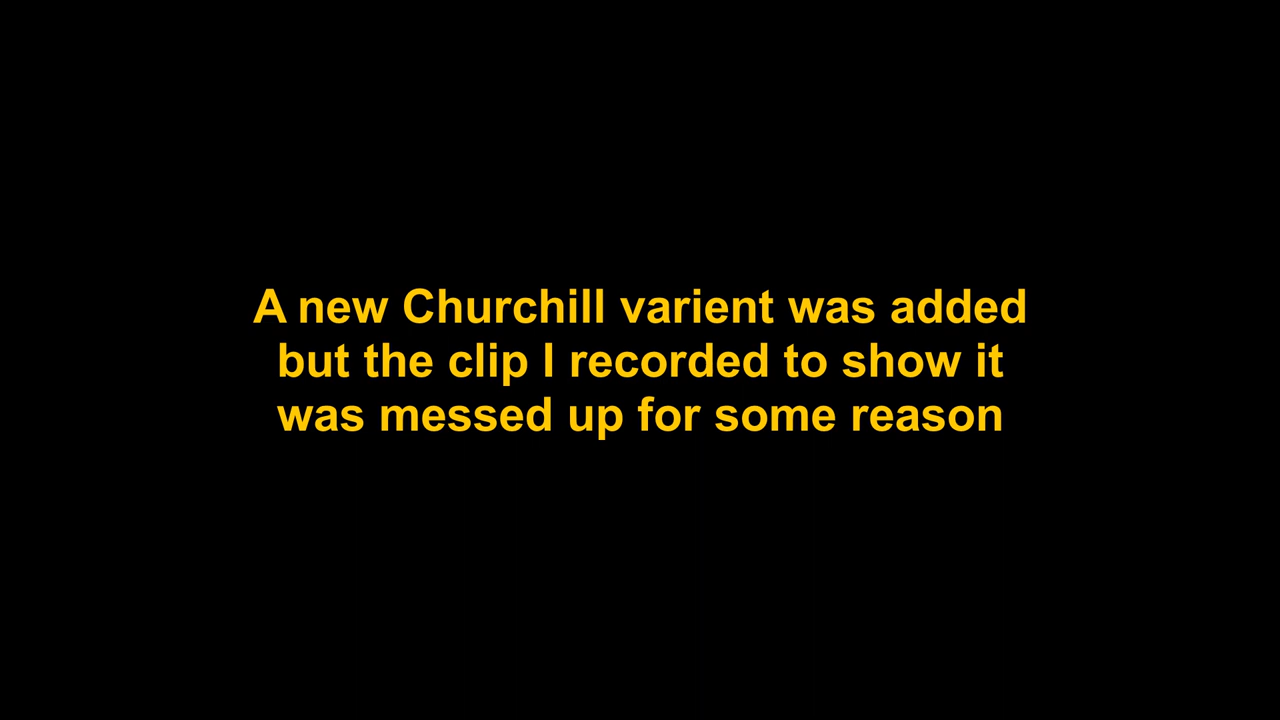 A new Churchill varient was added
but the clip I recorded to show it
was messed up for some reason